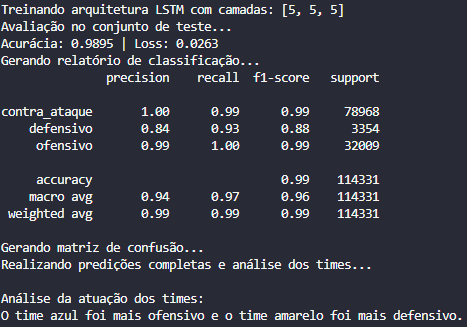 Treinando arquitetura LSTM com camadas: [5, 5, 5]
Avaliação no conjunto de teste...
Acurácia: 0.9895 | Loss: 0.0263
Gerando relatório de classificação...
precision recall f1-score support
contra_ataque 1.00 0.99 0.99 78968
defensivo 0.84 0.93 0.88 3354
ofensivo 0.99 1.00 0.99 32009
accuracy 0.99 114331
macro avg 0.94 0.97 0.96 114331
weighted avg 0.99 0.99 0.99 114331
Gerando matriz de confusão...
Realizando predições completas e análise dos times...
Análise da atuação dos times:
O time azul foi mais ofensivo e o time amarelo foi mais defensivo.